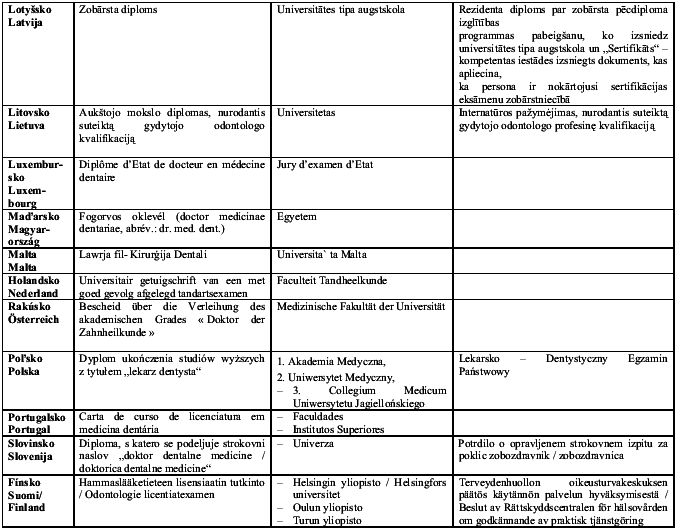 Lotyšsko
Latvija
Zobārsta diploms
Universitātes tipa augstskola
Rezidenta diploms par zobārsta pēcdiploma
izglītības
programmas pabeigšanu, ko izsniedz
universitātes tipa augstskola un „Sertifikāts“ –
kompetentas iestādes izsniegts dokuments, kas
apliecina,
ka persona ir nokārtojusi sertifikācijas
eksāmenu zobārstniecībā
Litovsko
Lietuva
Aukštojo mokslo diplomas, nurodantis
suteiktą gydytojo odontologo
kvalifikaciją
Universitetas
Internatūros pažymėjimas, nurodantis suteiktą
gydytojo odontologo profesinę kvalifikaciją
Luxembur-
sko
Luxem-
bourg
Diplôme d’Etat de docteur en médecine
dentaire
Jury d’examen d’Etat
Maďarsko
Magyar-
ország
Fogorvos oklevél (doctor medicinae
dentariae, abrév.: dr. med. dent.)
Egyetem
Malta
Malta
Lawrja fil- Kirurġija Dentali
Universita` ta Malta
Holandsko
Nederland
Universitair getuigschrift van een met
goed gevolg afgelegd tandartsexamen
Faculteit Tandheelkunde
Rakúsko
Österreich
Bescheid über die Verleihung des
akademischen Grades « Doktor der
Zahnheilkunde »
Medizinische Fakultät der Universität
Poľsko
Polska
Dyplom ukończenia studiów wyższych
z tytułem „lekarz dentysta“
1. Akademia Medyczna,
2. Uniwersytet Medyczny,
– 3. Collegium Medicum
Uniwersytetu Jagiellońskiego
Lekarsko – Dentystyczny Egzamin
Państwowy
Portugalsko
Portugal
Carta de curso de licenciatura em
medicina dentária
– Faculdades
– Institutos Superiores
Slovinsko
Slovenija
Diploma, s katero se podeljuje strokovni
naslov „doktor dentalne medicine /
doktorica dentalne medicine“
– Univerza
Potrdilo o opravljenem strokovnem izpitu za
poklic zobozdravnik / zobozdravnica
Fínsko
Suomi/
Finland
Hammaslääketieteen lisensiaatin tutkinto
/ Odontologie licentiatexamen
– Helsingin yliopisto / Helsingfors
universitet
– Oulun yliopisto
– Turun yliopisto
Terveydenhuollon oikeusturvakeskuksen
päätös käytännön palvelun hyväksymisestä /
Beslut av Rättskyddscentralen för hälsovården
om godkännande av praktisk tjänstgöring